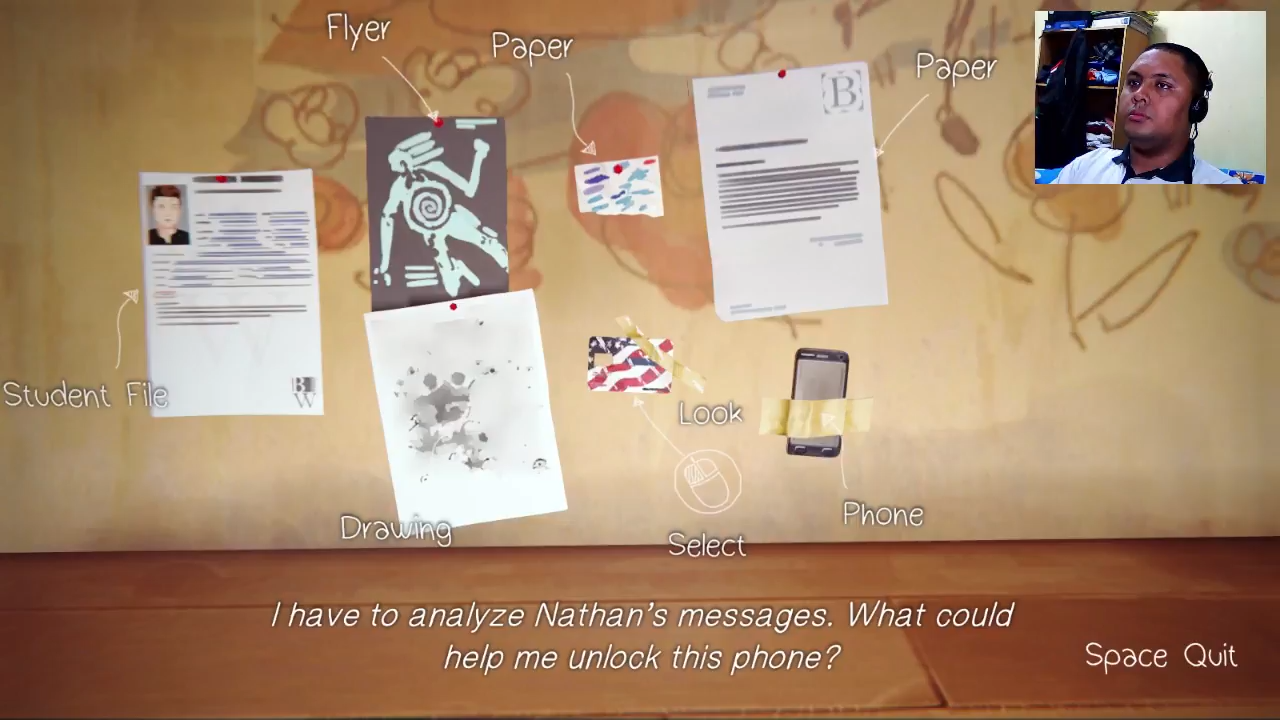 Flyer
Paper
Paper
B
Student File
B
W
Look
Drawing
Phone
Select
I have to analyze Nathan's messages. What could
help me unlock this phone?
Space Quit